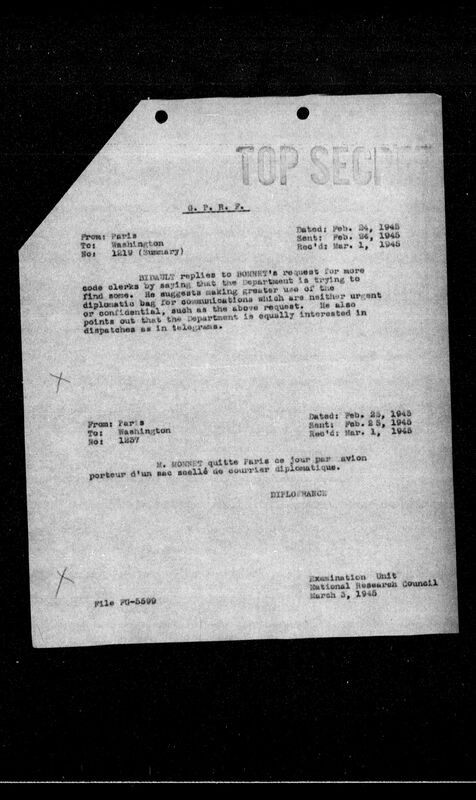 TOP SECRET
G. P. R. F.
From: Paris
To: Washington
No: 1219 (Summary)
Dated: Feb. 24, 1945
Sent: Feb. 24, 1945
Rec'd: Mar. 1, 1945
BIDAULT replies to BONNET's request for more
code clerks by saying that the Department is trying to
find some. He suggests making greater use of the
diplomatic bag for communications which are neither urgent
or confidential, such as the above request. He also
points out that the Department is equally interested in
dispatches as in telegrams.
From: Paris
To: Washington
No: 1237
Dated: Feb. 25, 1945
Sent: Feb. 25, 1945
Rec'd: Mar. 1, 1945
M. MONNET quitte Paris ce jour par avion
porteur d'un sac scellé de courrier diplomatique.
DIPLOFRANCE
Examination Unit
National Research Council
March 3, 1945
File FG-5599